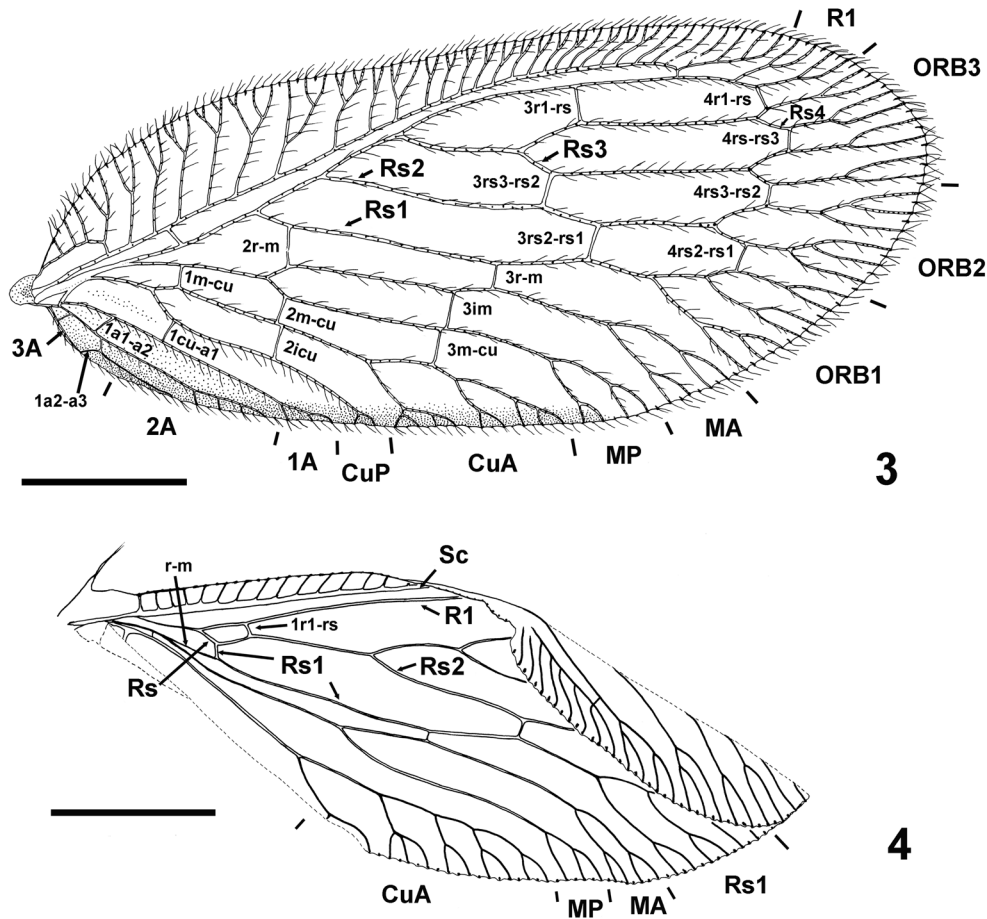 R1
ORB3
3r1-rs
4r1-rs
Rs4
4rs-rs3
Rs3
Rs2
3rs3-rs2
4rs3-rs2
Rs1
2r-m
3rs2-rs1
4rs2-rs1
ORB2
1m-cu
3r-m
2m-cu
3im
1a1-a2
1cu-a1
2icu
3m-cu
3A
ORB1
1a2-a3
2A
1A
CuP
CuA
MP
MA
3
Sc
r-m
R1
1r1-rs
Rs1
Rs2
Rs
4
CuA
MP
MA
Rs1